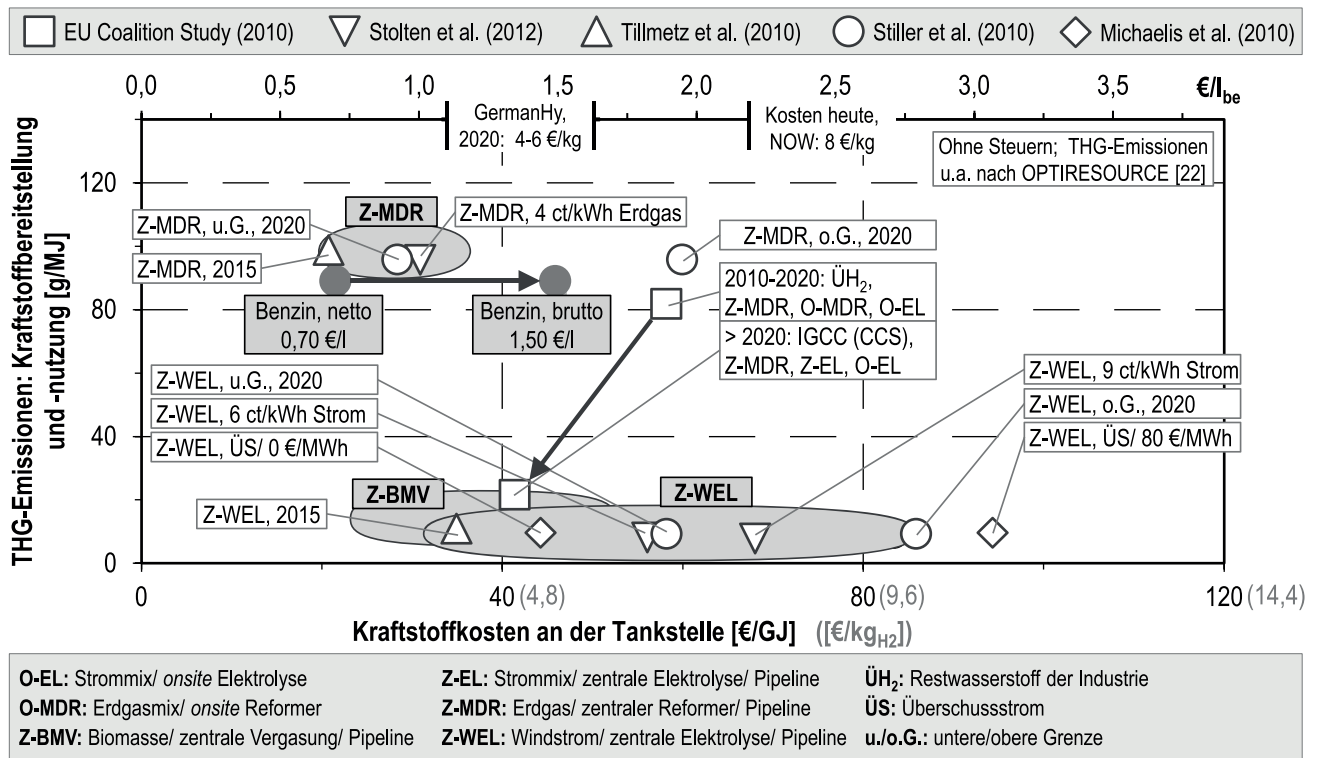 EU Coalition Study (2010) Stolten et al. (2012) Tillmetz et al. (2010) Stiller et al. (2010) Michaelis et al. (2010)
0,0 0,5 1,0 1,5 2,0 2,5 3,0 3,5 €/l_be
GermanHy,
2020: 4-6 €/kg
Kosten heute,
NOW: 8 €/kg
Ohne Steuern; THG-Emissionen
u.a. nach OPTIRESOURCE [22]
THG-Emissionen: Kraftstoffbereitstellung
und -nutzung [g/MJ]
120
80
40
0
Z-MDR, u.G., 2020
Z-MDR
Z-MDR, 4 ct/kWh Erdgas
Z-MDR, 2015
Z-MDR, o.G., 2020
Benzin, netto
0,70 €/l
Benzin, brutto
1,50 €/l
2010-2020: ÜH₂,
Z-MDR, O-MDR, O-EL
> 2020: IGCC (CCS),
Z-MDR, Z-EL, O-EL
Z-WEL, u.G., 2020
Z-WEL, 6 ct/kWh Strom
Z-WEL, ÜS/ 0 €/MWh
Z-WEL, 9 ct/kWh Strom
Z-WEL, o.G., 2020
Z-WEL, ÜS/ 80 €/MWh
Z-BMV
Z-WEL
Z-WEL, 2015
0 40 (4,8) 80 (9,6) 120 (14,4)
Kraftstoffkosten an der Tankstelle [€/GJ] ([€/kg_H2])
O-EL: Strommix/ onsite Elektrolyse
O-MDR: Erdgasmix/ onsite Reformer
Z-BMV: Biomasse/ zentrale Vergasung/ Pipeline
Z-EL: Strommix/ zentrale Elektrolyse/ Pipeline
Z-MDR: Erdgas/ zentraler Reformer/ Pipeline
Z-WEL: Windstrom/ zentrale Elektrolyse/ Pipeline
ÜH₂: Restwasserstoff der Industrie
ÜS: Überschussstrom
u./o.G.: untere/obere Grenze